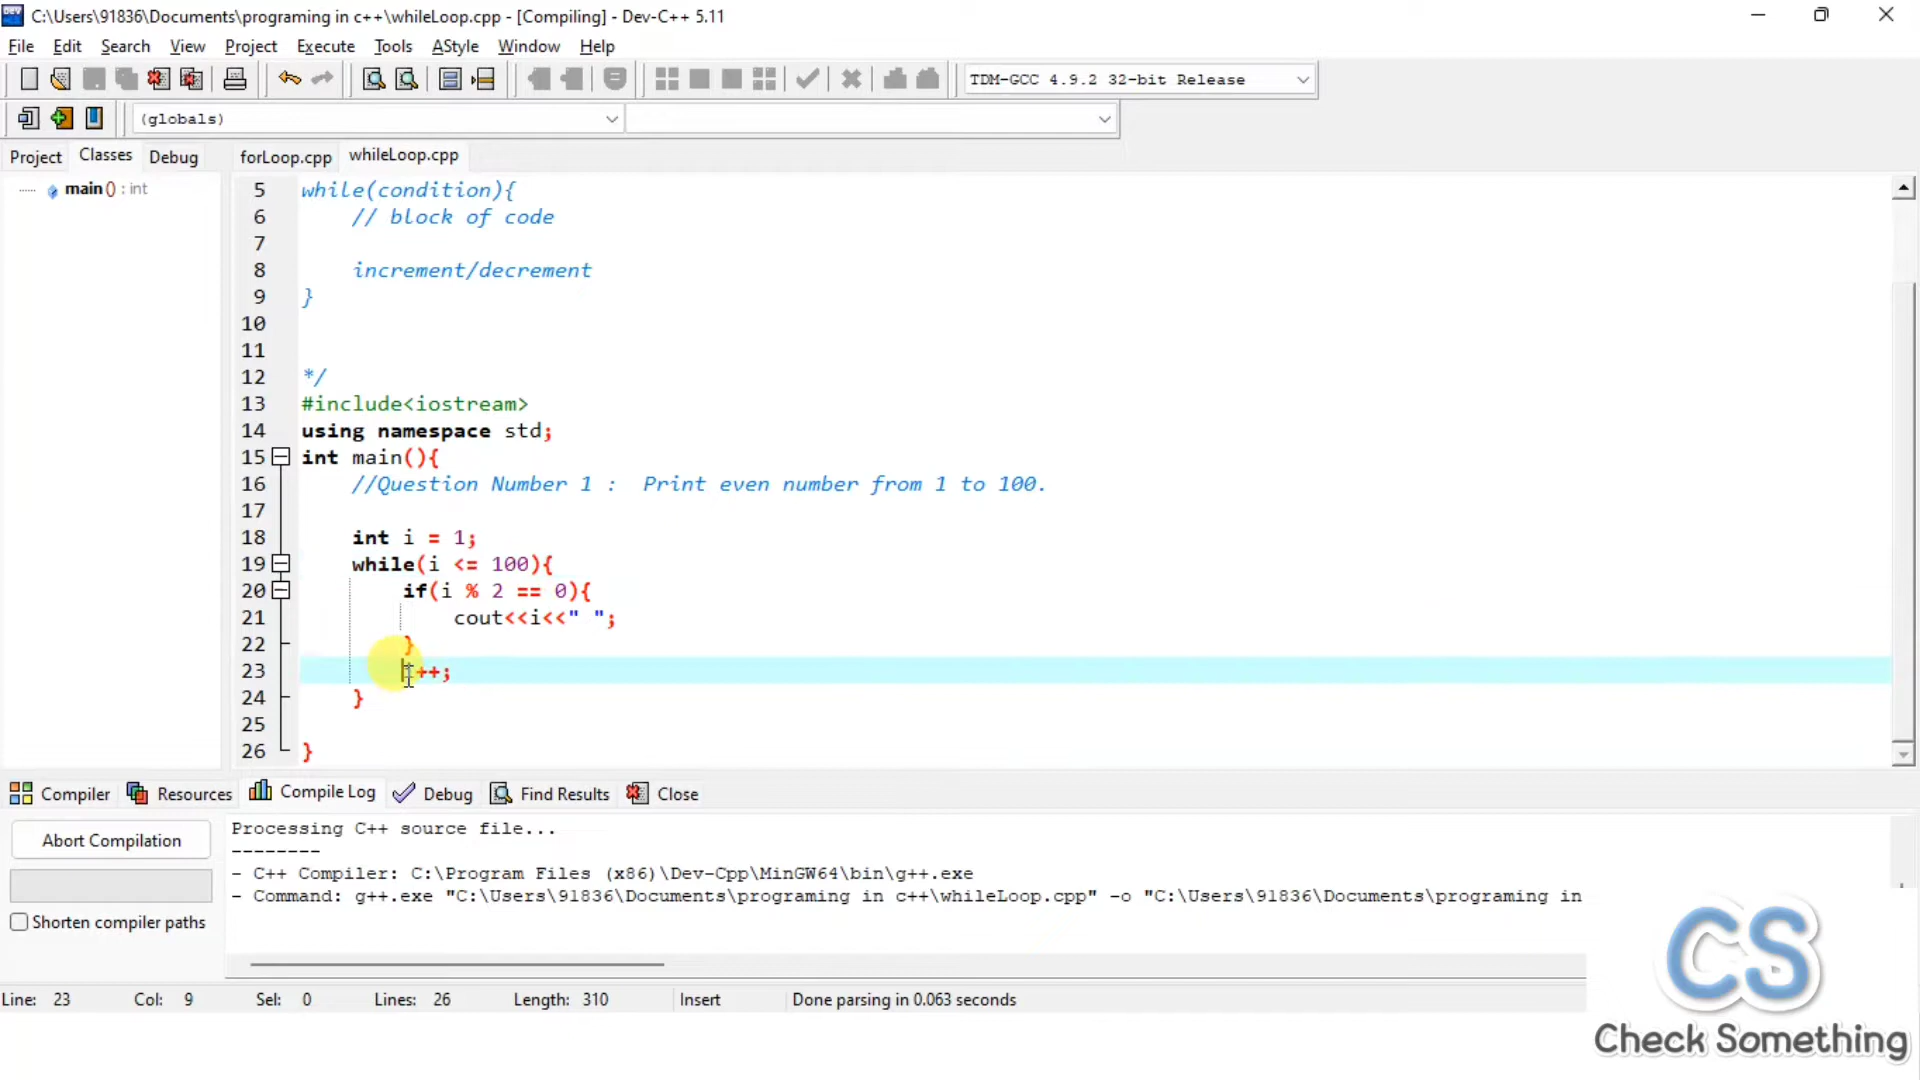 C:\Users\91836\Documents\programing in c++\whileLoop.cpp - [Compiling] - Dev-C++ 5.11
File Edit Search View Project Execute Tools AStyle Window Help
TDM-GCC 4.9.2 32-bit Release
(globals)
Project Classes Debug forLoop.cpp whileLoop.cpp
main () : int
5 while(condition){
6 // block of code
7
8 increment/decrement
9 }
10
11
12 */
13 #include<iostream>
14 using namespace std;
15 int main(){
16 //Question Number 1 : Print even number from 1 to 100.
17
18 int i = 1;
19 while(i <= 100){
20 if(i % 2 == 0){
21 cout<<i<<" ";
22 }
23 i++;
24 }
25
26 }
Compiler Resources Compile Log Debug Find Results Close
Abort Compilation
Shorten compiler paths
Processing C++ source file...
--------
- C++ Compiler: C:\Program Files (x86)\Dev-Cpp\MinGW64\bin\g++.exe
- Command: g++.exe "C:\Users\91836\Documents\programing in c++\whileLoop.cpp" -o "C:\Users\91836\Documents\programing in
Line: 23 Col: 9 Sel: 0 Lines: 26 Length: 310 Insert Done parsing in 0.063 seconds
CS
Check Something